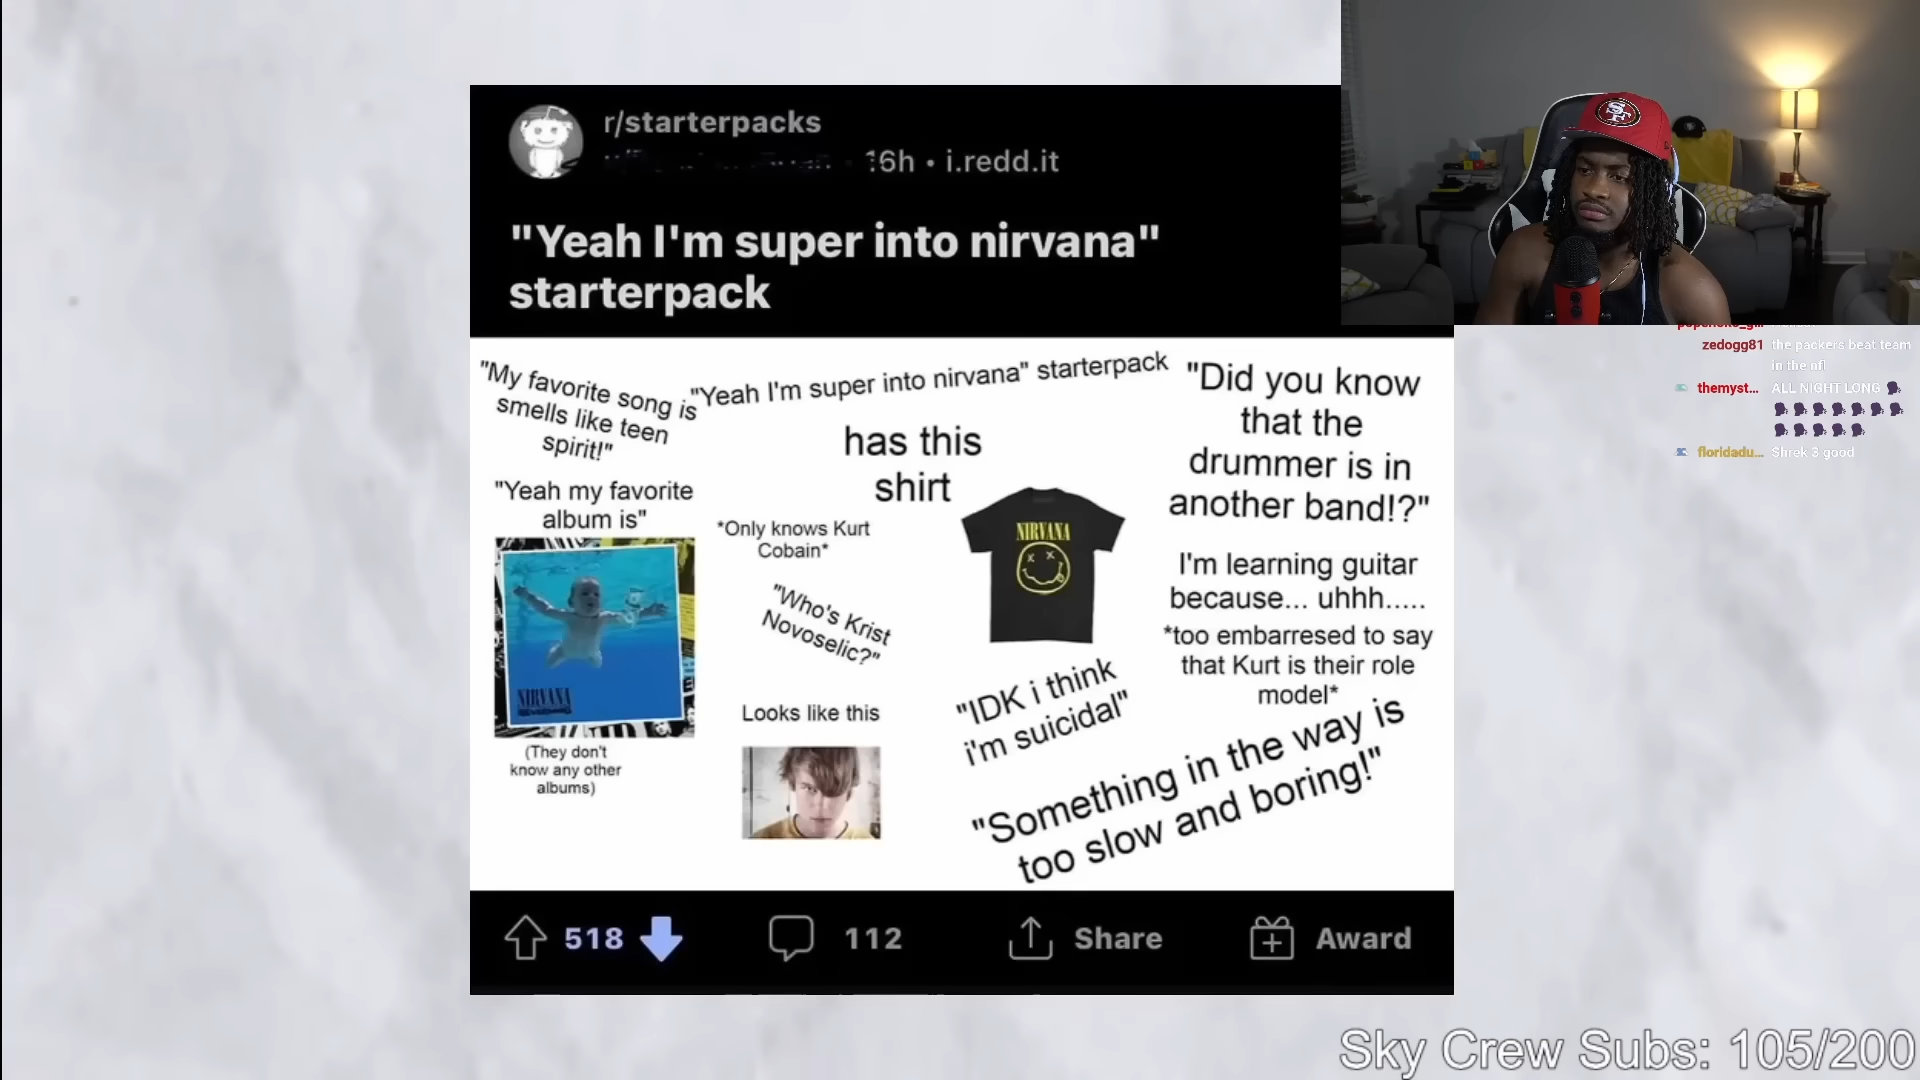 r/starterpacks
16h • i.redd.it
"Yeah I'm super into nirvana"
starterpack
"My favorite song is
smells like teen
spirit!"
"Yeah I'm super into nirvana" starterpack
"Did you know
that the
drummer is in
another band!?"
has this
shirt
NIRVANA
"Yeah my favorite
album is"
NIRVANA
(They don't
know any other
albums)
*Only knows Kurt
Cobain*
"Who's Krist
Novoselic?"
Looks like this
I'm learning guitar
because... uhhh.....
*too embarresed to say
that Kurt is their role
model*
"IDK i think
i'm suicidal"
"Something in the way is
too slow and boring!"
518
112
Share
Award
SF
zedogg81 the packers beat team
in the nfl
themyst... ALL NIGHT LONG
floridadu... Shrek 3 good
Sky Crew Subs: 105/200